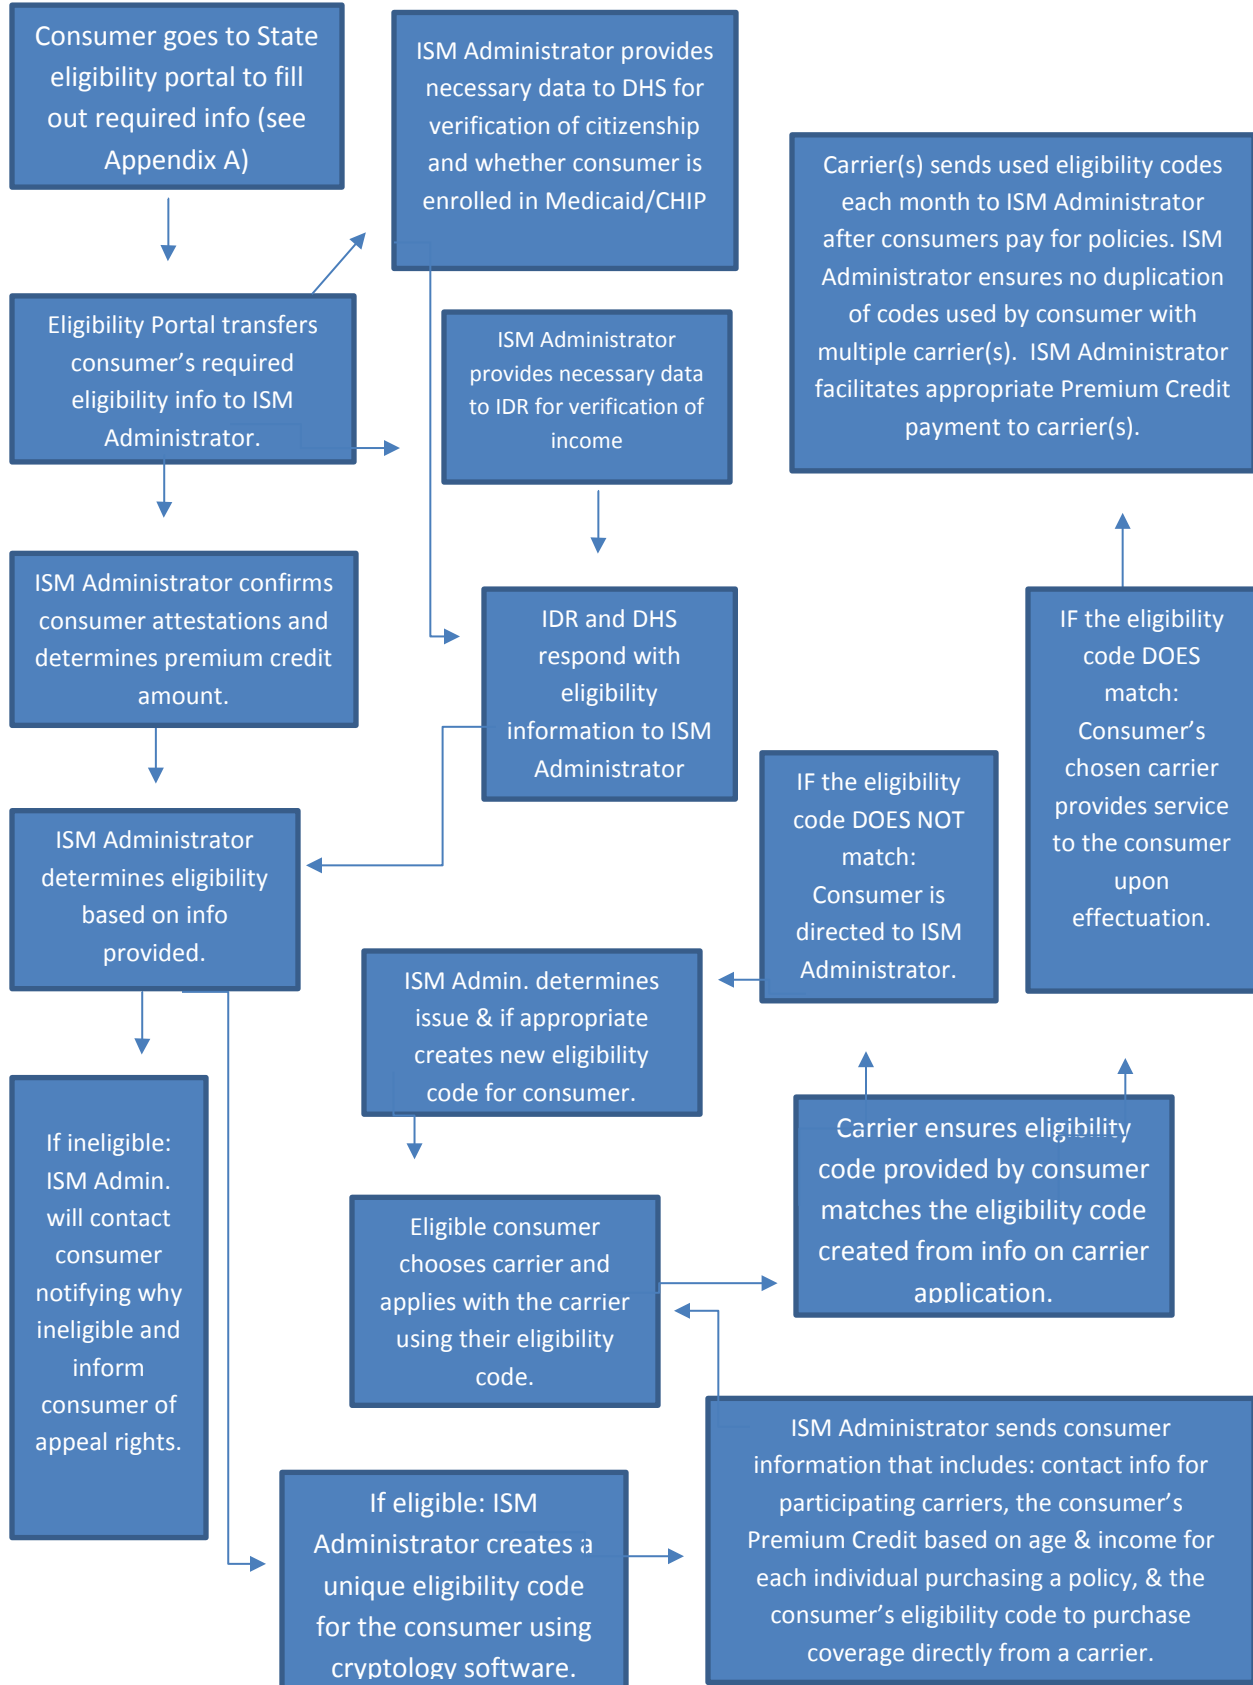 Consumer goes to State
eligibility portal to fill
out required info (see
Appendix A)
ISM Administrator provides
necessary data to DHS for
verification of citizenship
and whether consumer is
enrolled in Medicaid/CHIP
Carrier(s) sends used eligibility codes
each month to ISM Administrator
after consumers pay for policies. ISM
Administrator ensures no duplication
of codes used by consumer with
multiple carrier(s). ISM Administrator
facilitates appropriate Premium Credit
payment to carrier(s).
Eligibility Portal transfers
consumer’s required
eligibility info to ISM
Administrator.
ISM Administrator
provides necessary data
to IDR for verification of
income
ISM Administrator confirms
consumer attestations and
determines premium credit
amount.
IDR and DHS
respond with
eligibility
information to ISM
Administrator
IF the eligibility
code DOES
match:
Consumer’s
chosen carrier
provides service
to the consumer
upon
effectuation.
IF the eligibility
code DOES NOT
match:
Consumer is
directed to ISM
Administrator.
ISM Administrator
determines eligibility
based on info
provided.
ISM Admin. determines
issue & if appropriate
creates new eligibility
code for consumer.
If ineligible:
ISM Admin.
will contact
consumer
notifying why
ineligible and
inform
consumer of
appeal rights.
Carrier ensures eligibility
code provided by consumer
matches the eligibility code
created from info on carrier
application.
Eligible consumer
chooses carrier and
applies with the carrier
using their eligibility
code.
If eligible: ISM
Administrator creates a
unique eligibility code
for the consumer using
cryptology software.
ISM Administrator sends consumer
information that includes: contact info for
participating carriers, the consumer’s
Premium Credit based on age & income for
each individual purchasing a policy, & the
consumer’s eligibility code to purchase
coverage directly from a carrier.